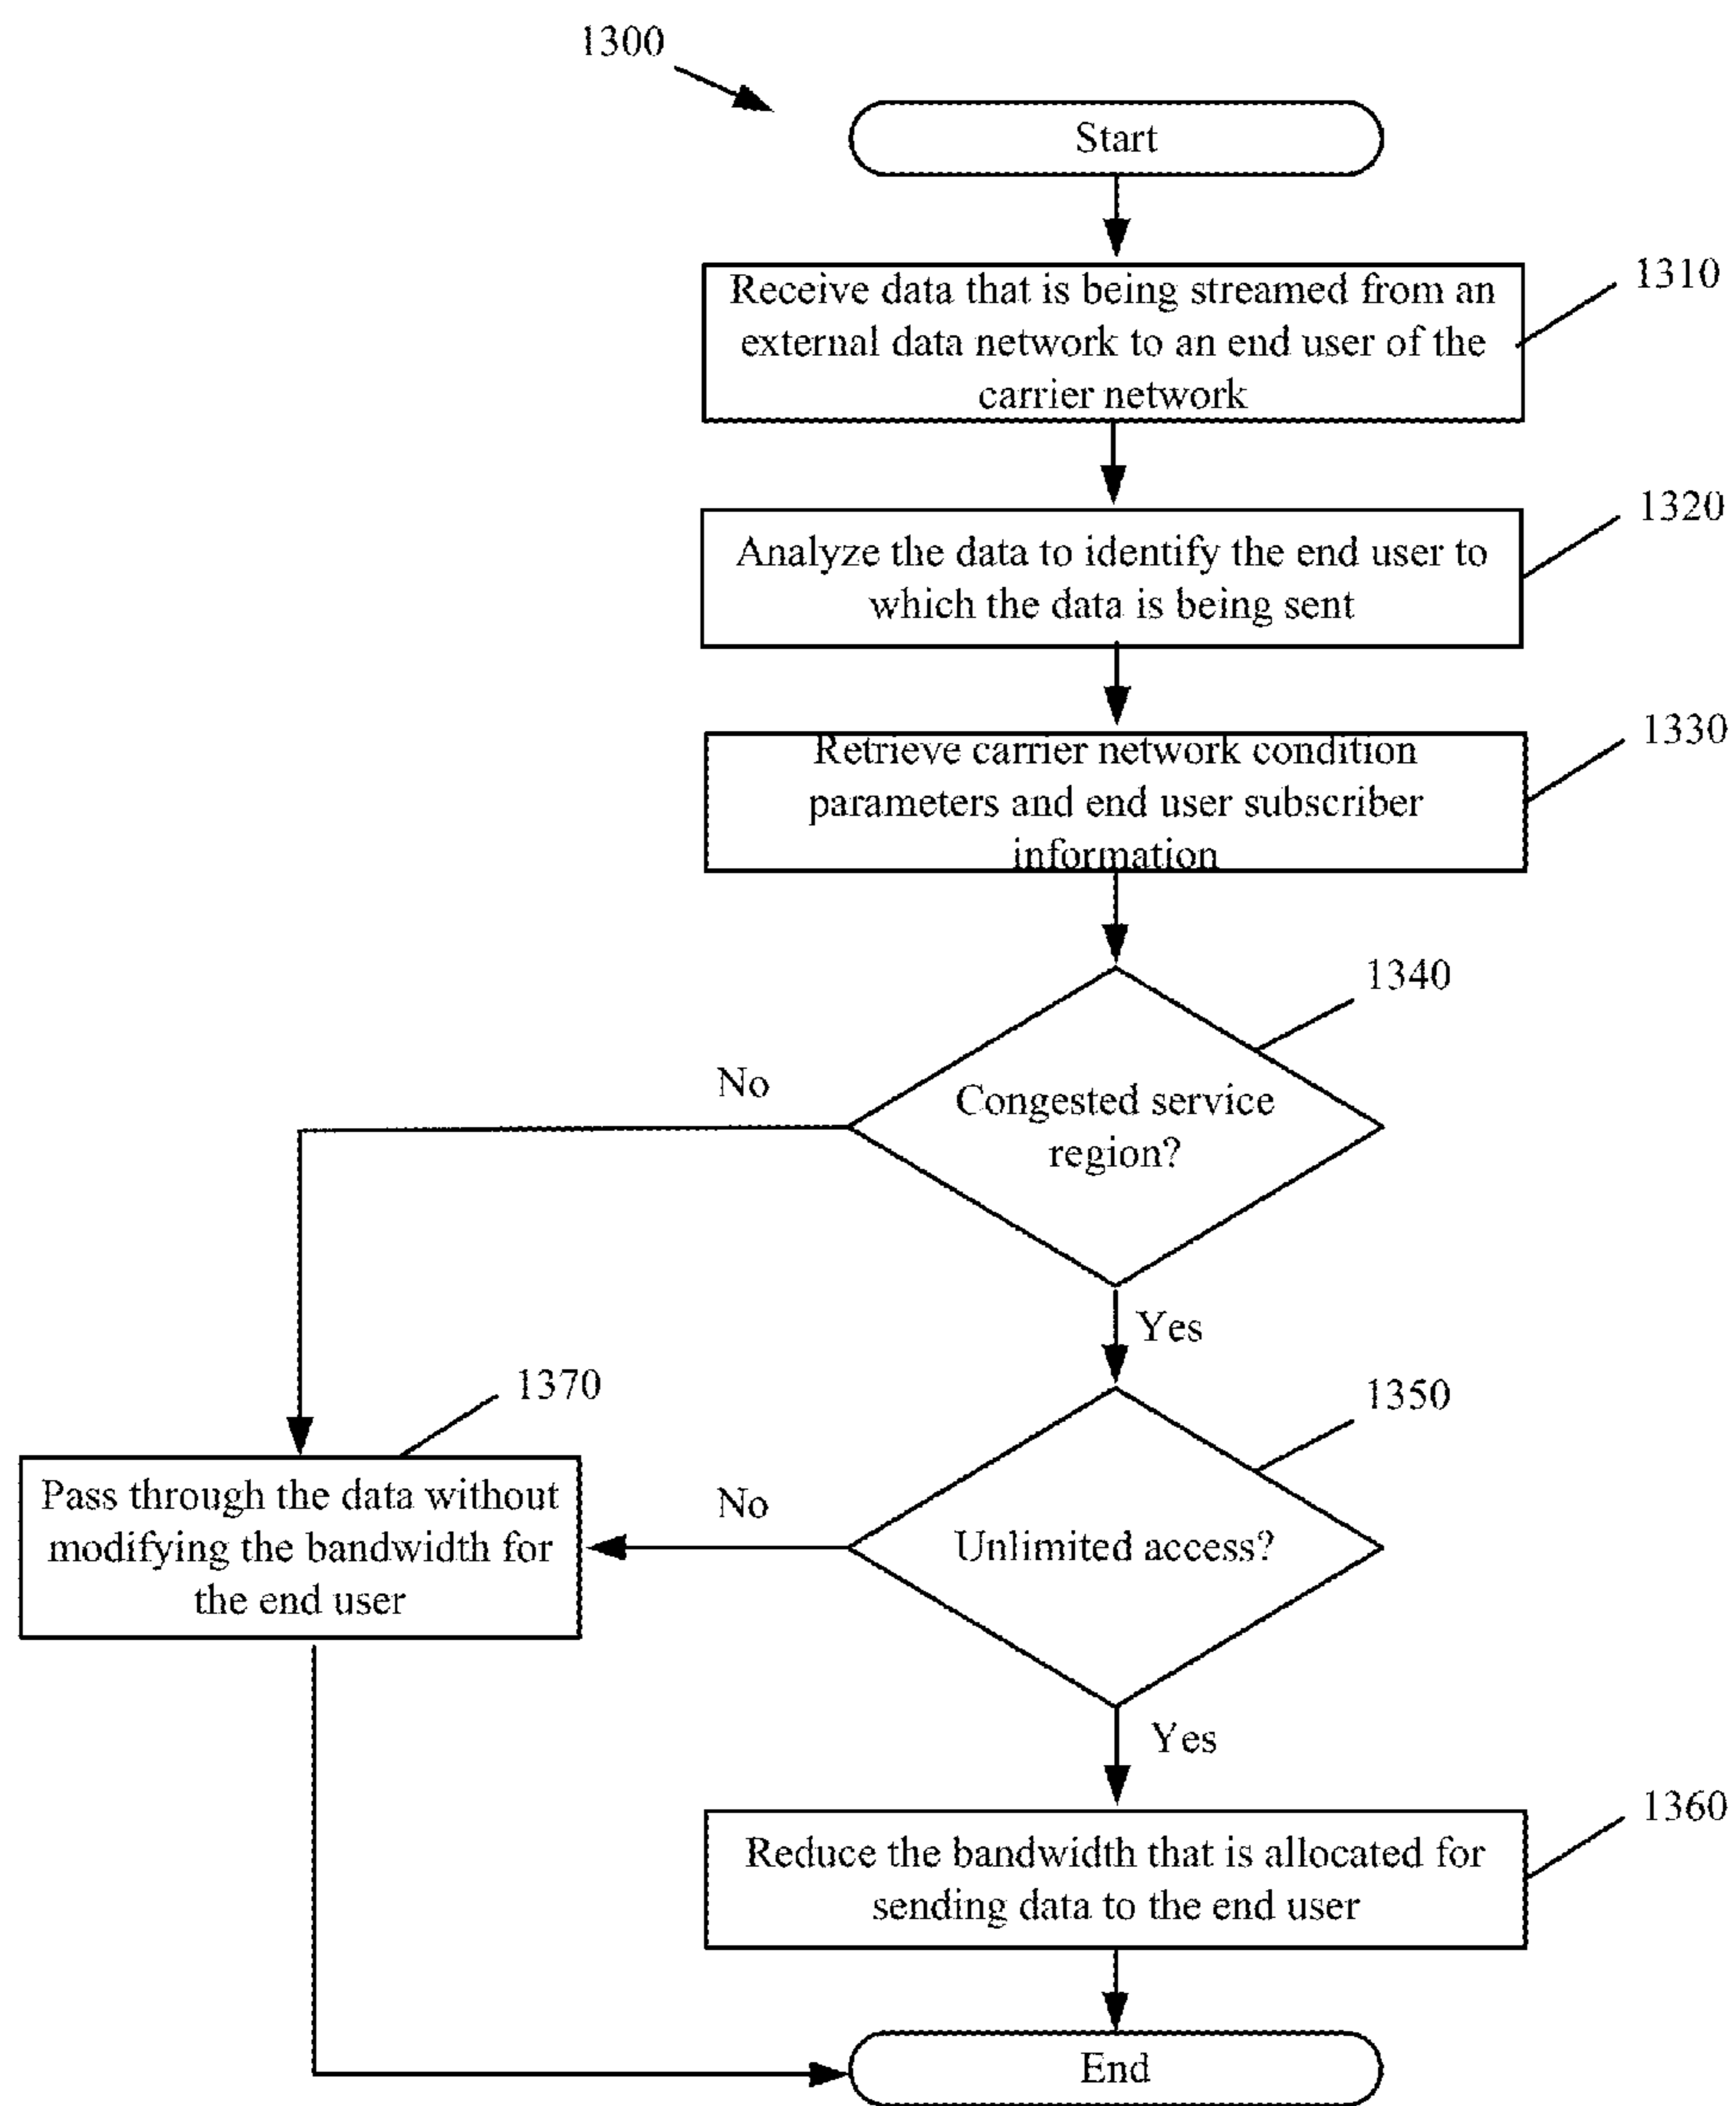 1300
Start
Receive data that is being streamed from an
external data network to an end user of the
carrier network
1310
Analyze the data to identify the end user to
which the data is being sent
1320
Retrieve carrier network condition
parameters and end user subscriber
information
1330
Congested service
region?
1340
No
Yes
1370
Pass through the data without
modifying the bandwidth for
the end user
No
Unlimited access?
1350
Yes
Reduce the bandwidth that is allocated for
sending data to the end user
1360
End